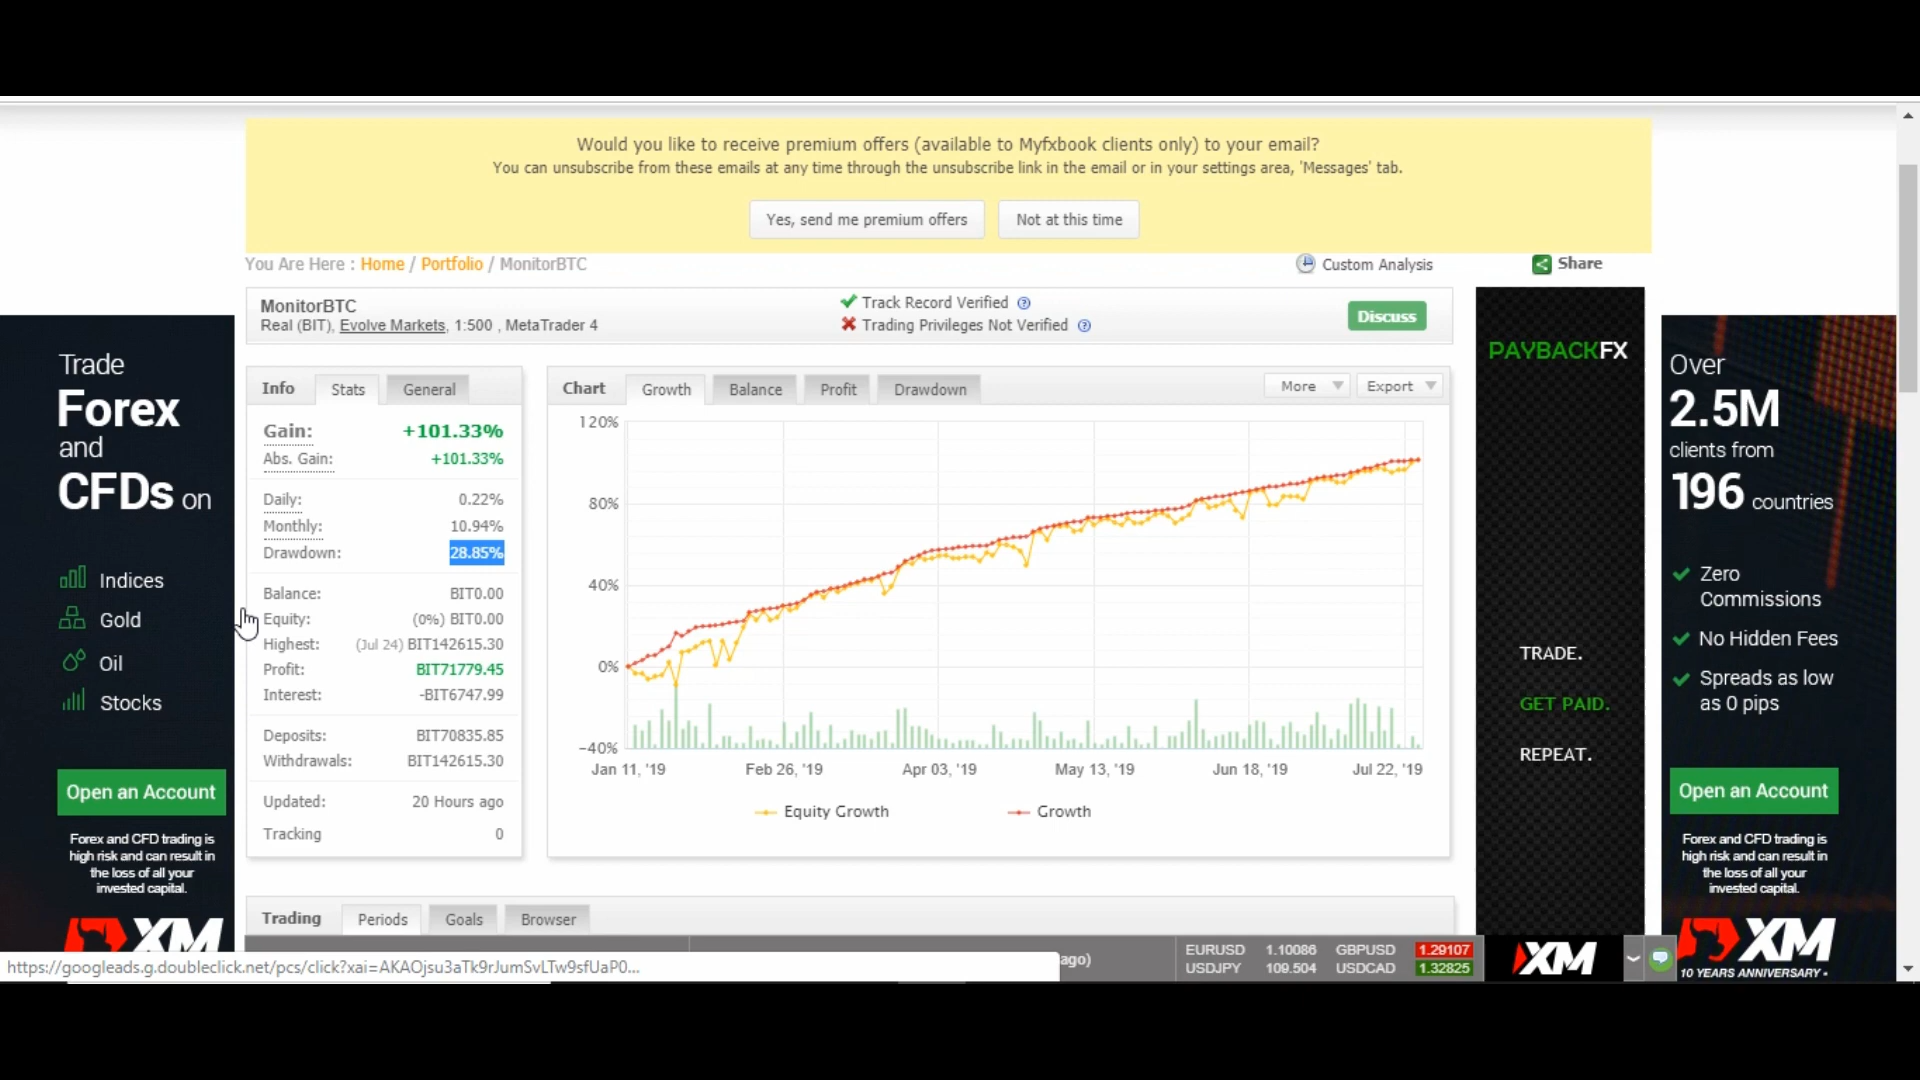 Would you like to receive premium offers (available to Myfxbook clients only) to your email?
You can unsubscribe from these emails at any time through the unsubscribe link in the email or in your settings area, 'Messages' tab.
Yes, send me premium offers
Not at this time
You Are Here : Home / Portfolio / MonitorBTC
Custom Analysis
Share
MonitorBTC
Real (BIT), Evolve Markets, 1:500 , MetaTrader 4
Track Record Verified
Trading Privileges Not Verified
Discuss
Trade
Forex
and
CFDs on
Indices
Gold
Oil
Stocks
Open an Account
Forex and CFD trading is
high risk and can result in
the loss of all your
invested capital.
XM
Info
Stats
General
Gain: +101.33%
Abs. Gain: +101.33%
Daily: 0.22%
Monthly: 10.94%
Drawdown: 28.85%
Balance: BIT0.00
Equity: (0%) BIT0.00
Highest: (Jul 24) BIT142615.30
Profit: BIT71779.45
Interest: -BIT6747.99
Deposits: BIT70835.85
Withdrawals: BIT142615.30
Updated: 20 Hours ago
Tracking 0
Chart
Growth
Balance
Profit
Drawdown
More
Export
120%
80%
40%
0%
-40%
Jan 11, '19
Feb 26, '19
Apr 03, '19
May 13, '19
Jun 18, '19
Jul 22, '19
Equity Growth
Growth
PAYBACKFX
TRADE.
GET PAID.
REPEAT.
Over
2.5M
clients from
196 countries
Zero
Commissions
No Hidden Fees
Spreads as low
as 0 pips
Open an Account
Forex and CFD trading is
high risk and can result in
the loss of all your
invested capital.
XM
10 YEARS ANNIVERSARY
Trading
Periods
Goals
Browser
https://googleads.g.doubleclick.net/pcs/click?xai=AKAOjsu3aTk9rJumSvLTw9sfUaP0...
ago)
EURUSD 1.10086 GBPUSD 1.29107
USDJPY 109.504 USDCAD 1.32825
XM